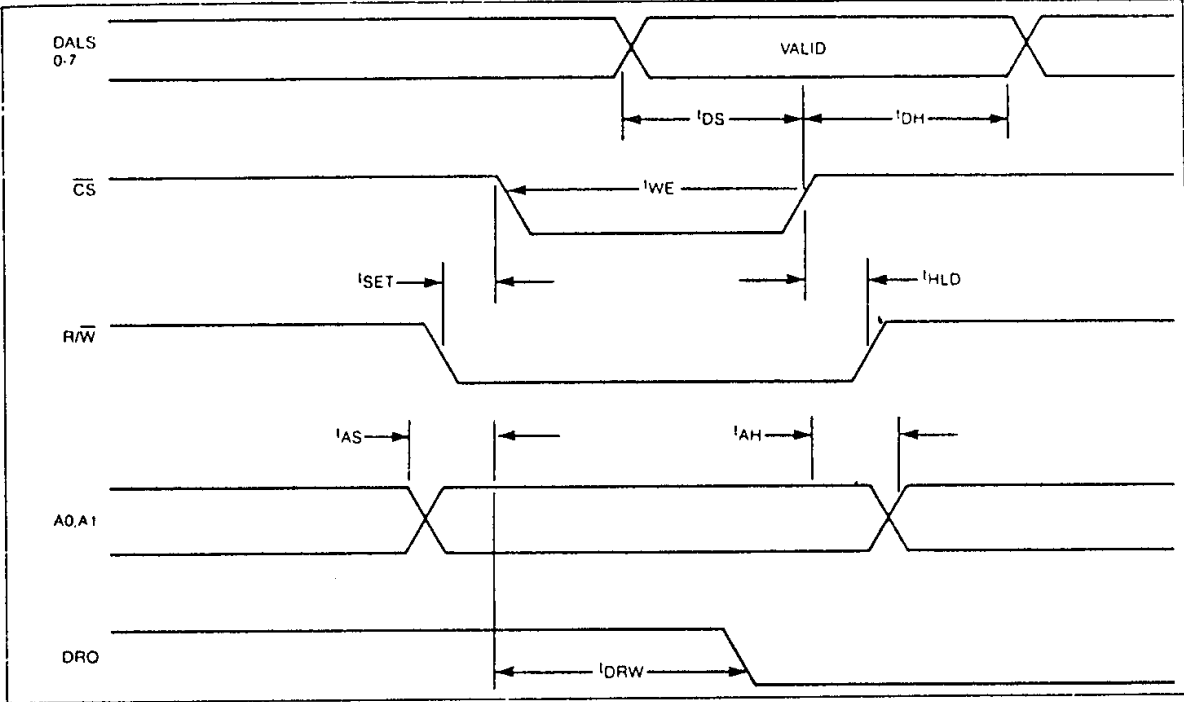 DALS
0-7
VALID
tDS
tDH
CS
tWE
tSET
tHLD
R/W
tAS
tAH
A0,A1
DRQ
tDRW